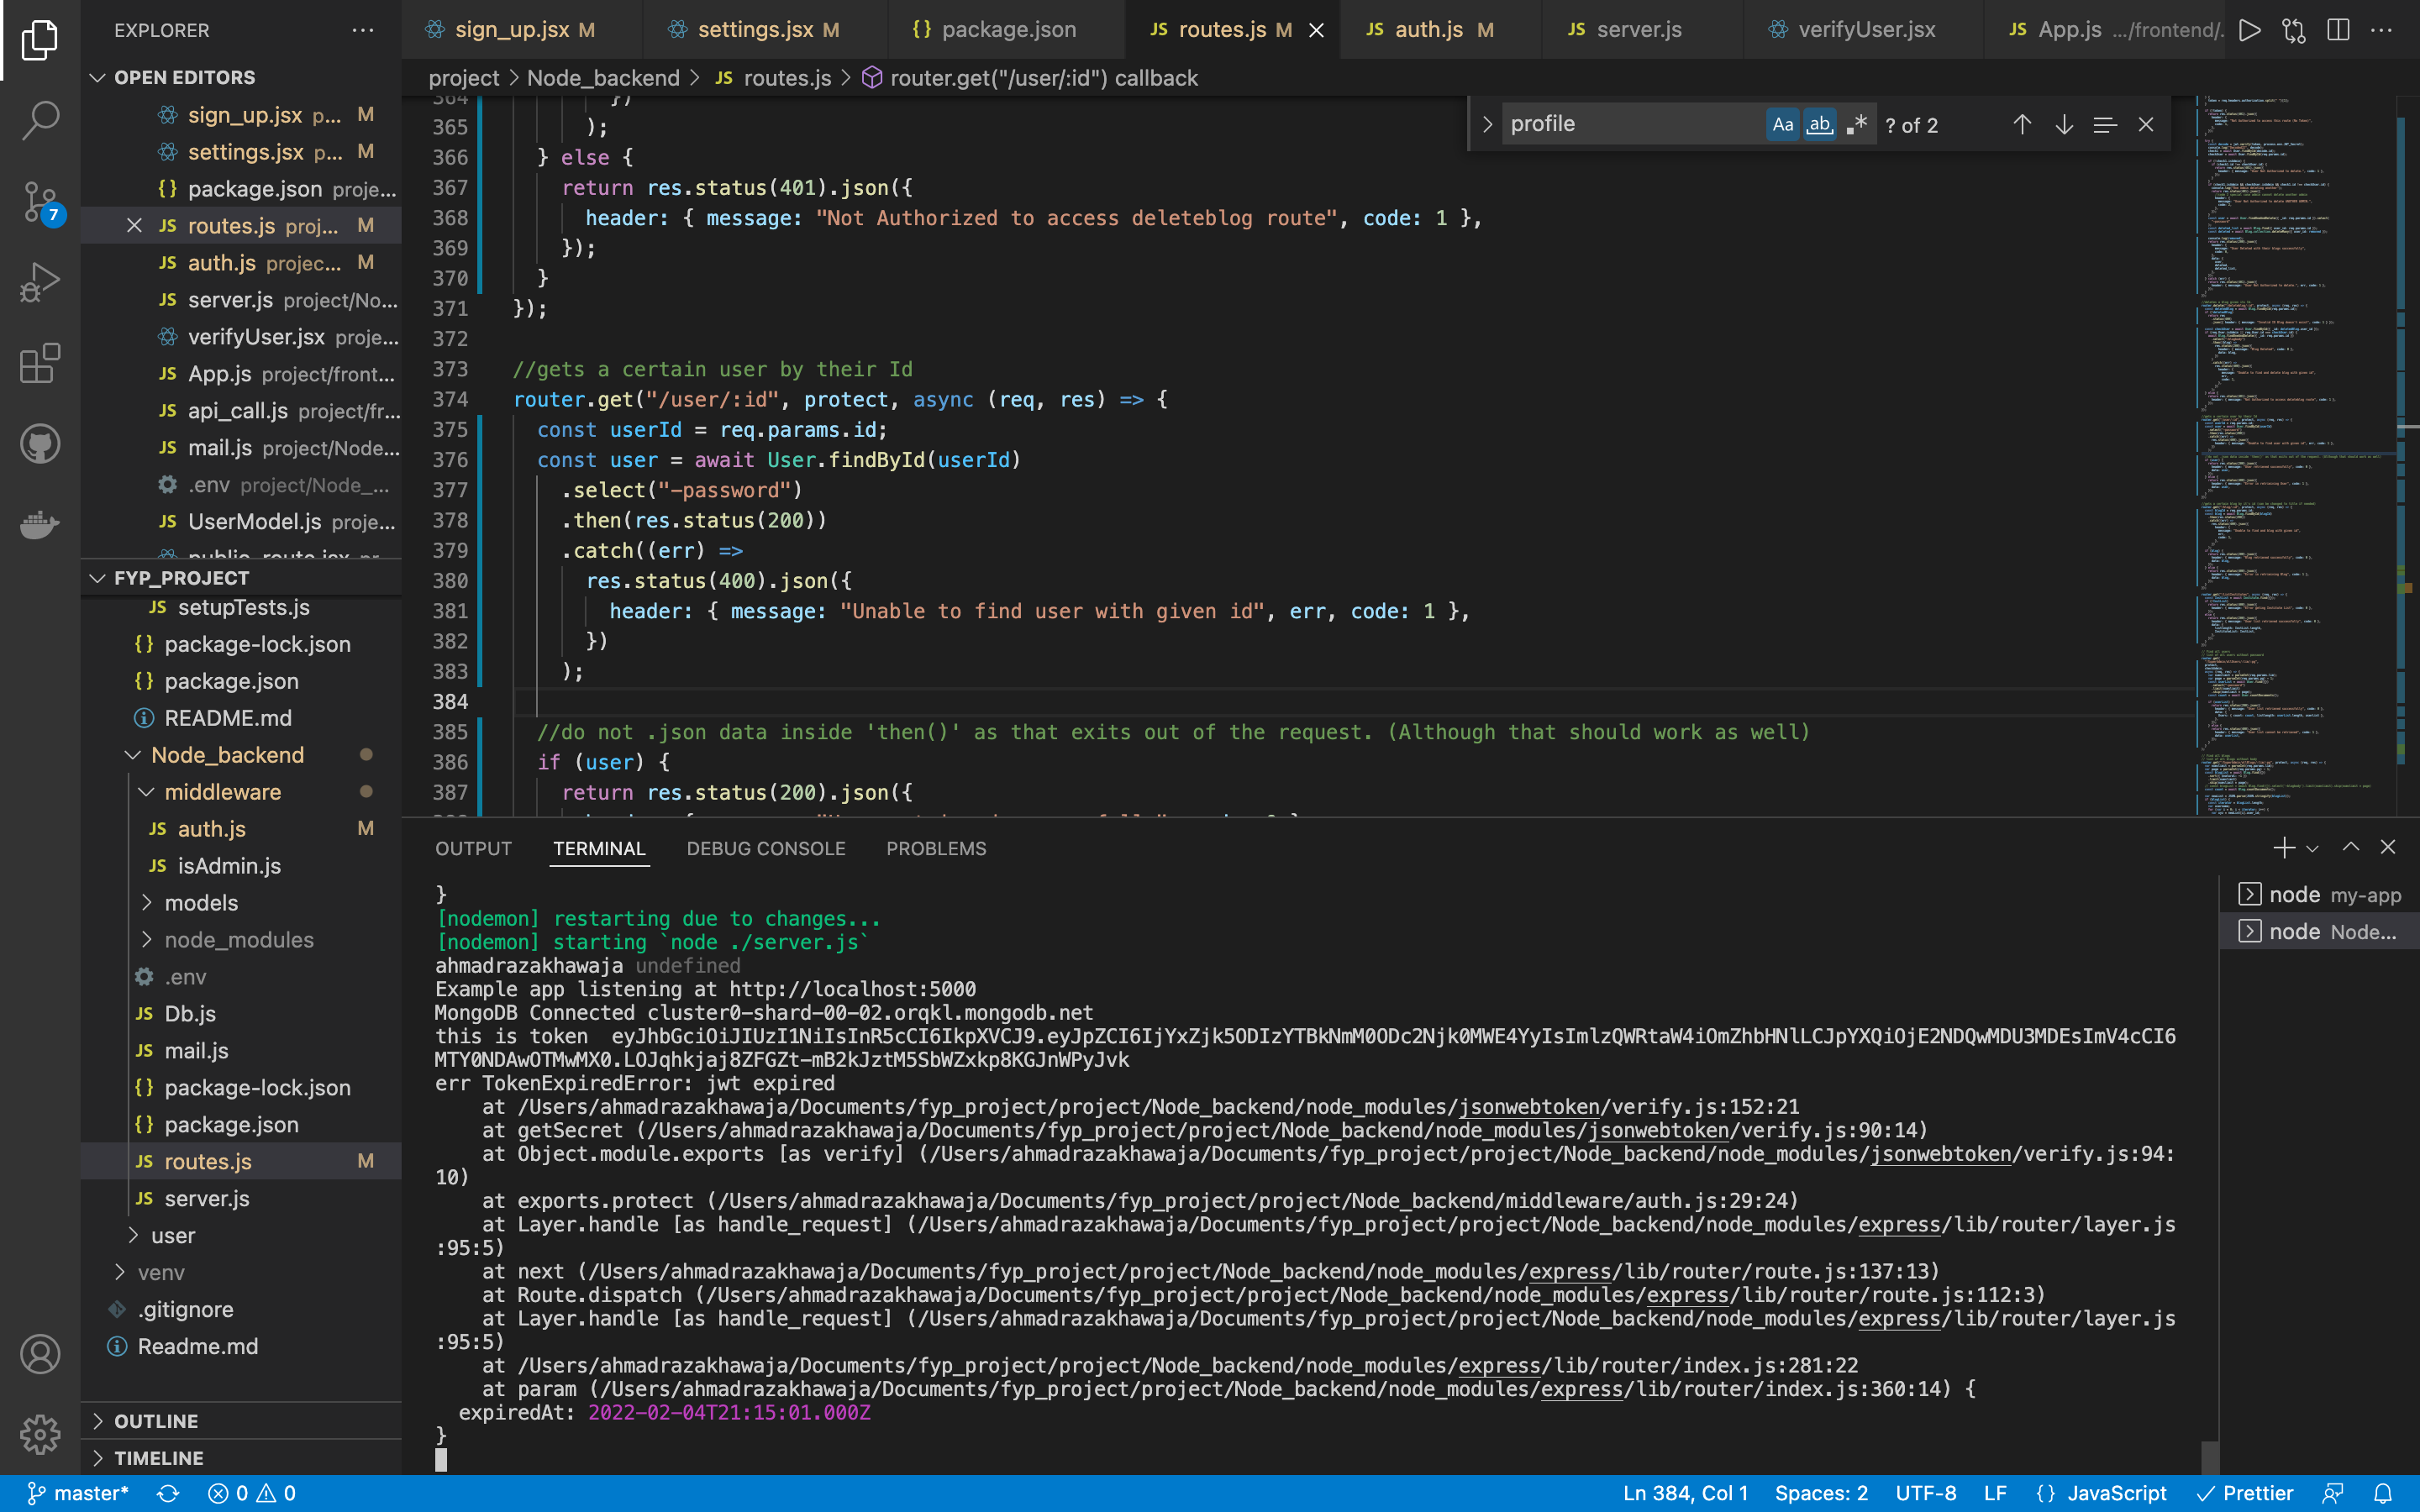 EXPLORER
OPEN EDITORS
sign_up.jsx p... M
settings.jsx p... M
package.json proje...
routes.js proj... M
auth.js projec... M
server.js project/No...
verifyUser.jsx proje...
App.js project/front...
api_call.js project/fr...
mail.js project/Node...
.env project/Node_...
UserModel.js proje...
public_route.jsx pr...
FYP_PROJECT
setupTests.js
package-lock.json
package.json
README.md
Node_backend
middleware
auth.js M
isAdmin.js
models
node_modules
.env
Db.js
mail.js
package-lock.json
package.json
routes.js M
server.js
user
venv
.gitignore
Readme.md
OUTLINE
TIMELINE
7
sign_up.jsx M settings.jsx M package.json routes.js M auth.js M server.js verifyUser.jsx App.js .../frontend/.
project > Node_backend > JS routes.js > router.get("/user/:id") callback
profile Aa ab .* ? of 2
364 })
365 );
366 } else {
367 return res.status(401).json({
368 header: { message: "Not Authorized to access deleteblog route", code: 1 },
369 });
370 }
371 });
372
373 //gets a certain user by their Id
374 router.get("/user/:id", protect, async (req, res) => {
375 const userId = req.params.id;
376 const user = await User.findById(userId)
377 .select("-password")
378 .then(res.status(200))
379 .catch((err) =>
380 res.status(400).json({
381 header: { message: "Unable to find user with given id", err, code: 1 },
382 })
383 );
384
385 //do not .json data inside 'then()' as that exits out of the request. (Although that should work as well)
386 if (user) {
387 return res.status(200).json({
OUTPUT TERMINAL DEBUG CONSOLE PROBLEMS
}
[nodemon] restarting due to changes...
[nodemon] starting `node ./server.js`
ahmadrazakhawaja undefined
Example app listening at http://localhost:5000
MongoDB Connected cluster0-shard-00-02.orqkl.mongodb.net
this is token eyJhbGciOiJIUzI1NiIsInR5cCI6IkpXVCJ9.eyJpZCI6IjYxZjk5ODIzYTBkNmM0ODc2Njk0MWE4YyIsImlzQWRtaW4iOmZhbHNlLCJpYXQiOjE2NDQwMDU3MDEsImV4cCI6
MTY0NDAwOTMwMX0.LOJqhkjaj8ZFGZt-mB2kJztM5SbWZxkp8KGJnWPyJvk
err TokenExpiredError: jwt expired
at /Users/ahmadrazakhawaja/Documents/fyp_project/project/Node_backend/node_modules/jsonwebtoken/verify.js:152:21
at getSecret (/Users/ahmadrazakhawaja/Documents/fyp_project/project/Node_backend/node_modules/jsonwebtoken/verify.js:90:14)
at Object.module.exports [as verify] (/Users/ahmadrazakhawaja/Documents/fyp_project/project/Node_backend/node_modules/jsonwebtoken/verify.js:94:
10)
at exports.protect (/Users/ahmadrazakhawaja/Documents/fyp_project/project/Node_backend/middleware/auth.js:29:24)
at Layer.handle [as handle_request] (/Users/ahmadrazakhawaja/Documents/fyp_project/project/Node_backend/node_modules/express/lib/router/layer.js
:95:5)
at next (/Users/ahmadrazakhawaja/Documents/fyp_project/project/Node_backend/node_modules/express/lib/router/route.js:137:13)
at Route.dispatch (/Users/ahmadrazakhawaja/Documents/fyp_project/project/Node_backend/node_modules/express/lib/router/route.js:112:3)
at Layer.handle [as handle_request] (/Users/ahmadrazakhawaja/Documents/fyp_project/project/Node_backend/node_modules/express/lib/router/layer.js
:95:5)
at /Users/ahmadrazakhawaja/Documents/fyp_project/project/Node_backend/node_modules/express/lib/router/index.js:281:22
at param (/Users/ahmadrazakhawaja/Documents/fyp_project/project/Node_backend/node_modules/express/lib/router/index.js:360:14) {
expiredAt: 2022-02-04T21:15:01.000Z
}
node my-app
node Node...
master* 0 0 Ln 384, Col 1 Spaces: 2 UTF-8 LF {} JavaScript Prettier